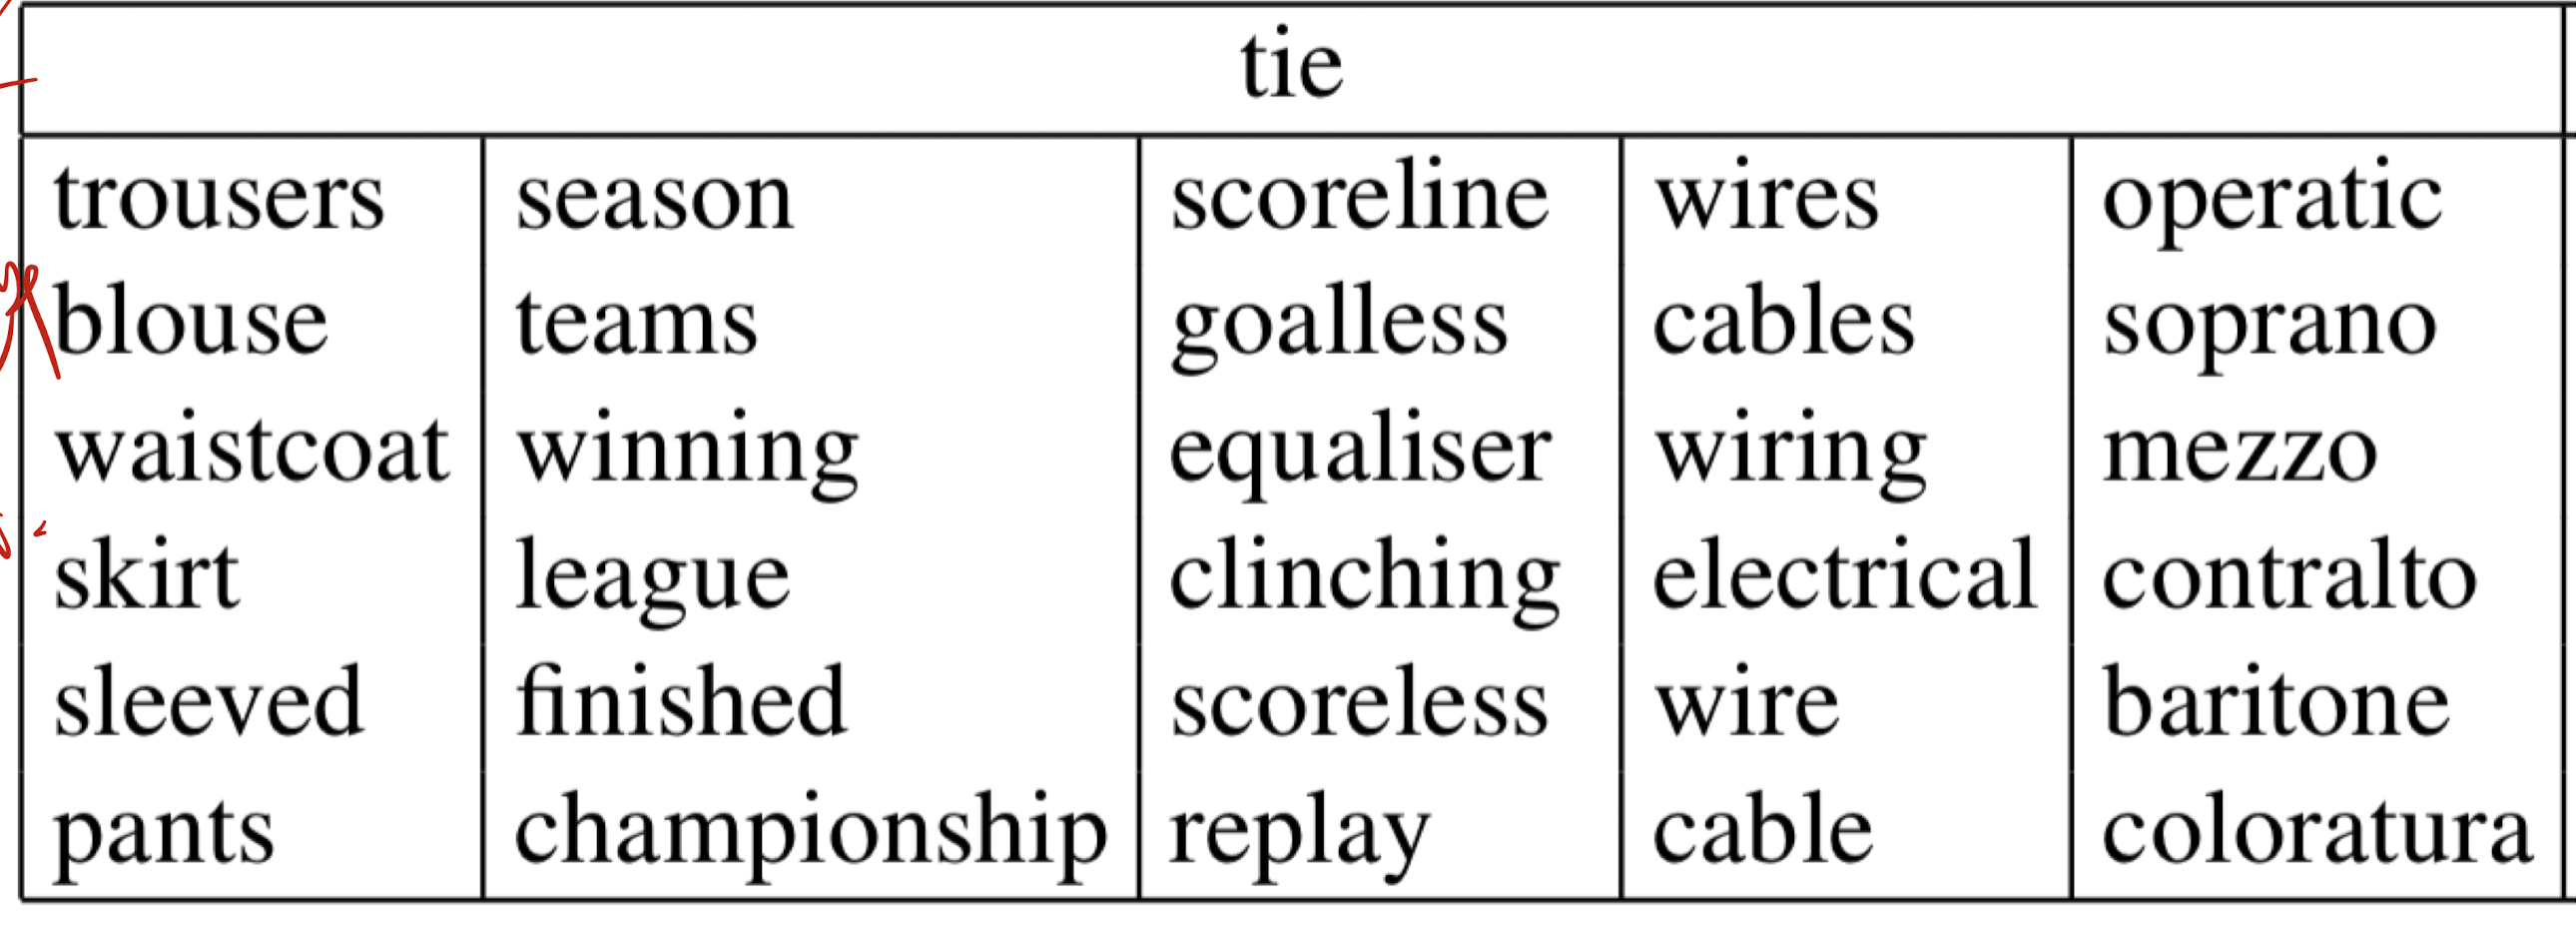 tie
trousers season scoreline wires operatic
blouse teams goalless cables soprano
waistcoat winning equaliser wiring mezzo
skirt league clinching electrical contralto
sleeved finished scoreless wire baritone
pants championship replay cable coloratura